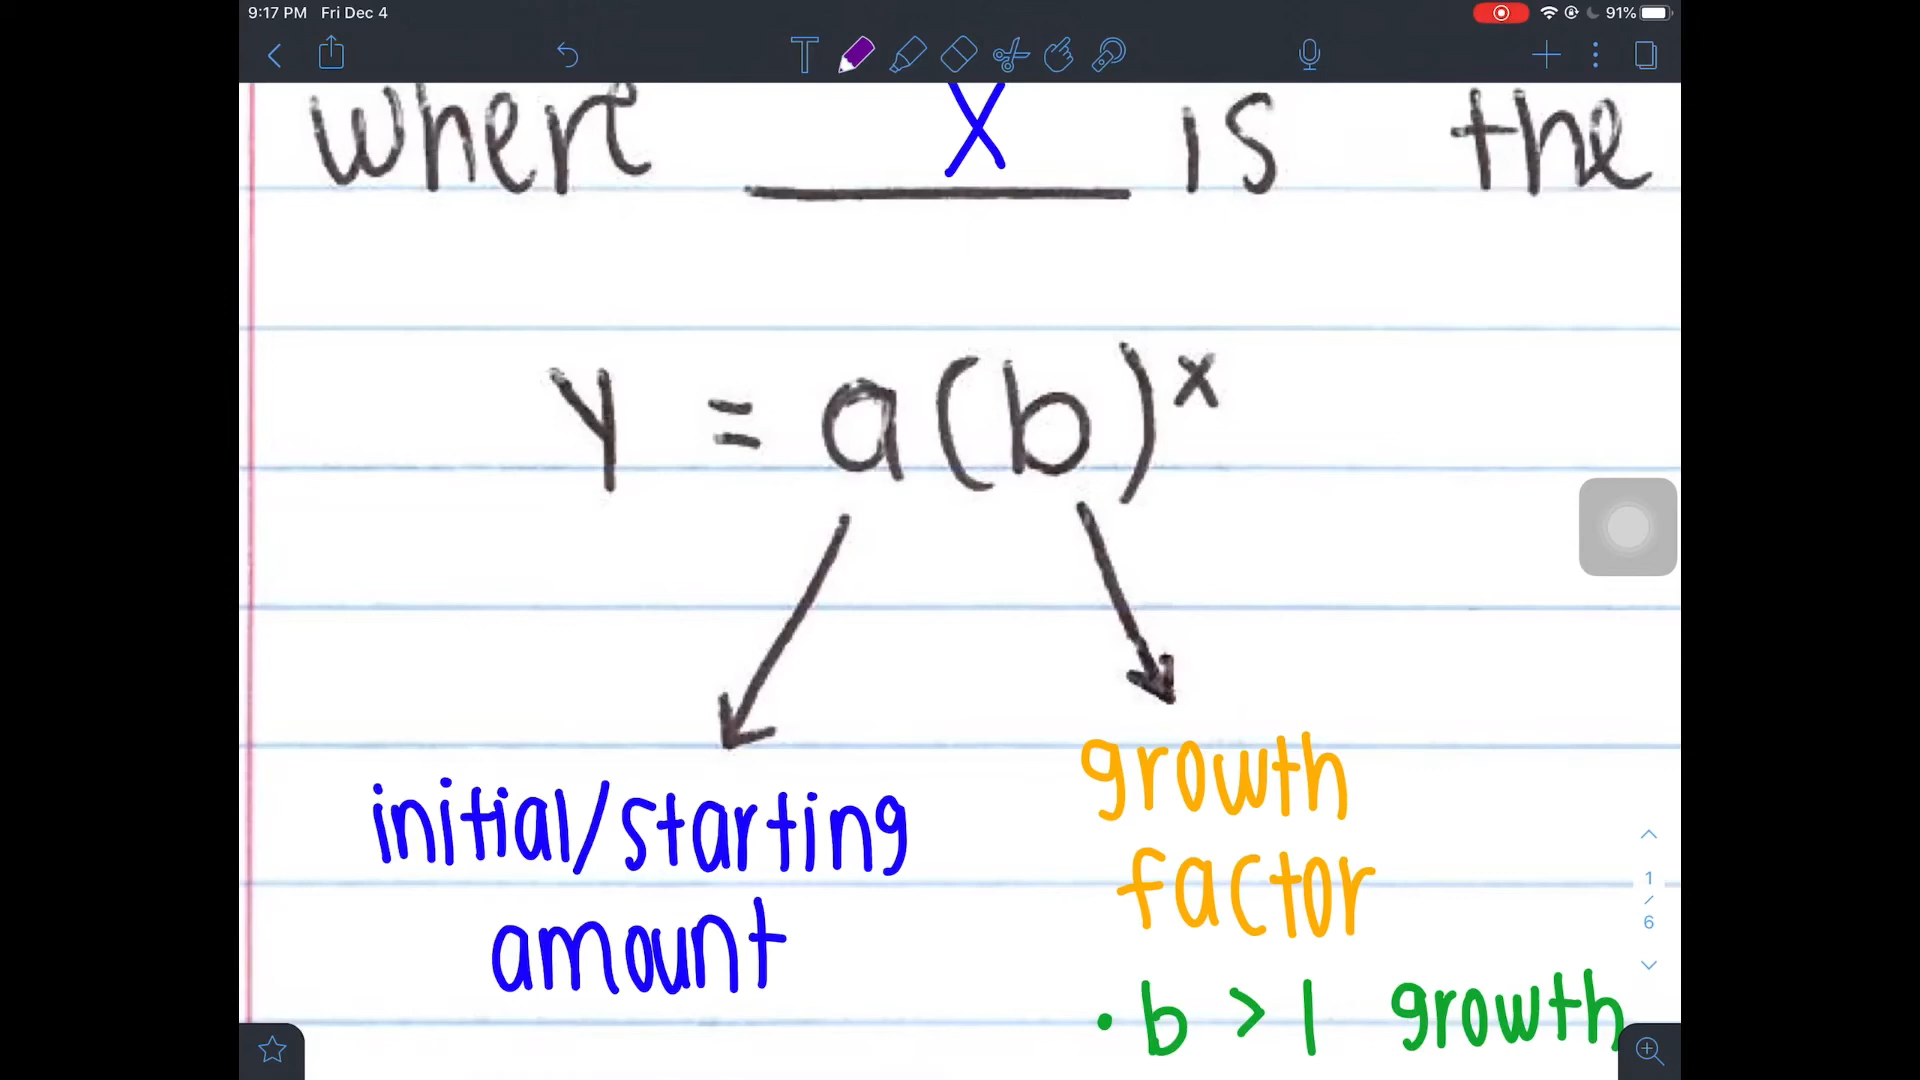 9:17 PM Fri Dec 4 91%
where X is the
y = a(b)^x
initial/starting
amount
growth
factor
• b > 1 growth
1
/
6